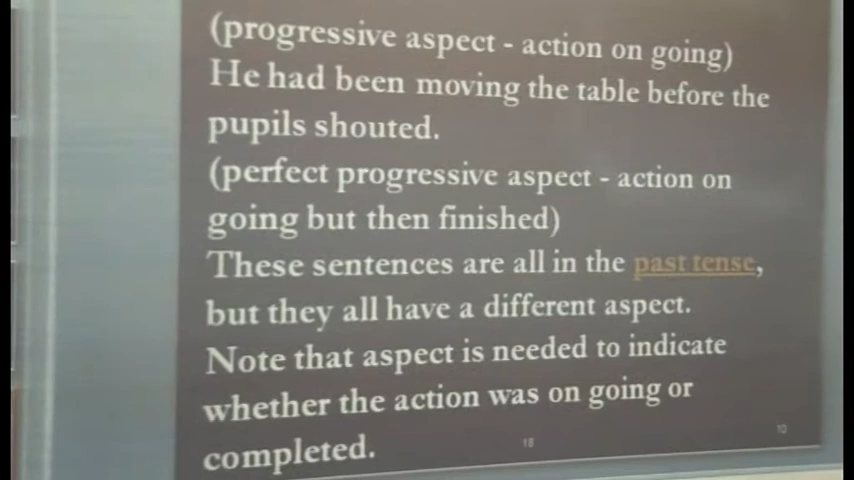 (progressive aspect - action on going)
He had been moving the table before the
pupils shouted.
(perfect progressive aspect - action on
going but then finished)
These sentences are all in the past tense,
but they all have a different aspect.
Note that aspect is needed to indicate
whether the action was on going or
completed.
18
10